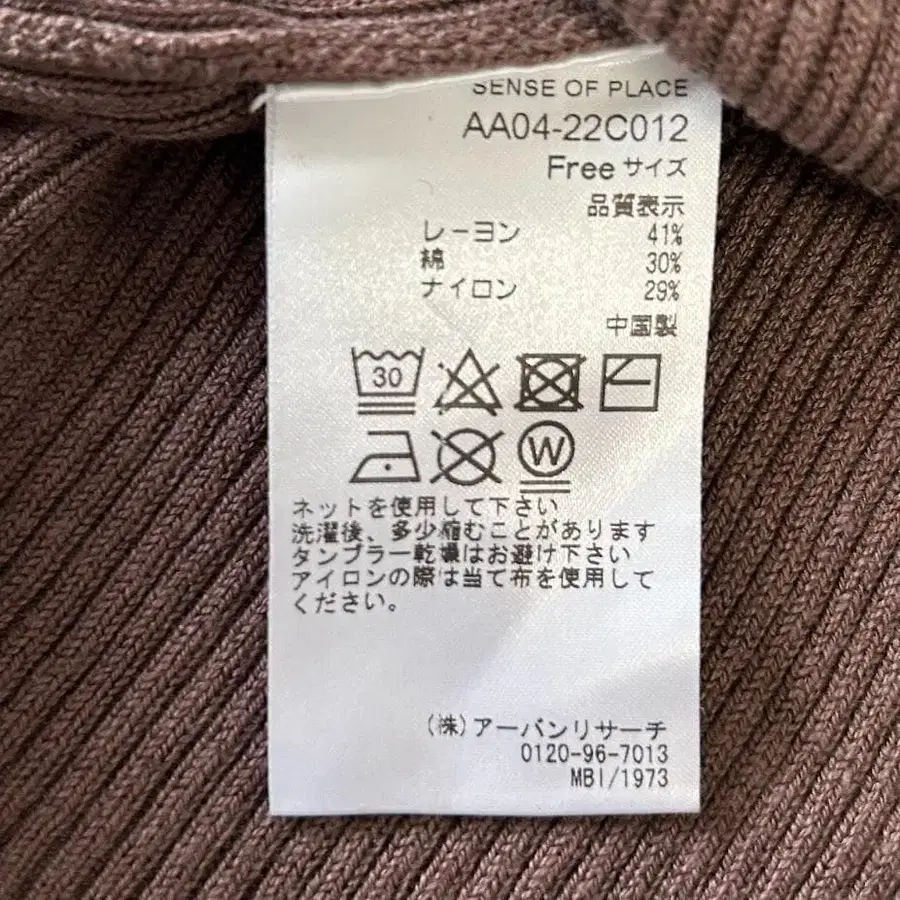 SENSE OF PLACE
AA04-22C012
Free サイズ
品質表示
レーヨン 41%
綿 30%
ナイロン 29%
中国製
30
W
ネットを使用して下さい
洗濯後、多少縮むことがあります
タンブラー乾燥はお避け下さい
アイロンの際は当て布を使用して
ください。
(株)アーバンリサーチ
0120-96-7013
MBI/1973